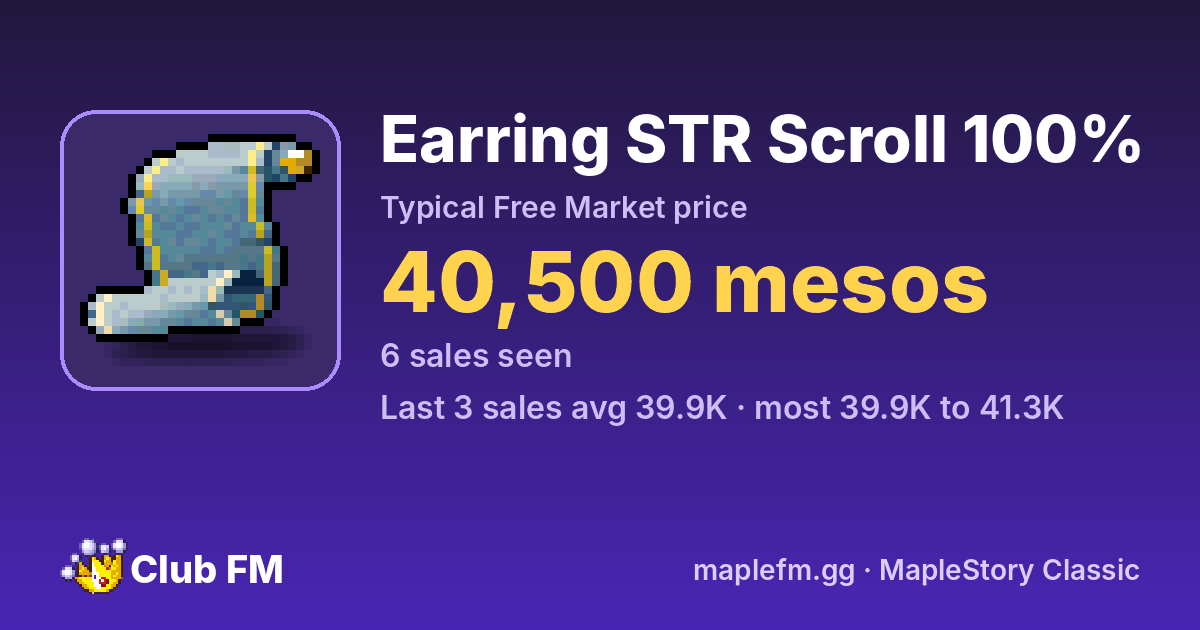 Earring STR Scroll 100%
Typical Free Market price
40,500 mesos
6 sales seen
Last 3 sales avg 39.9K · most 39.9K to 41.3K
Club FM
maplefm.gg · MapleStory Classic